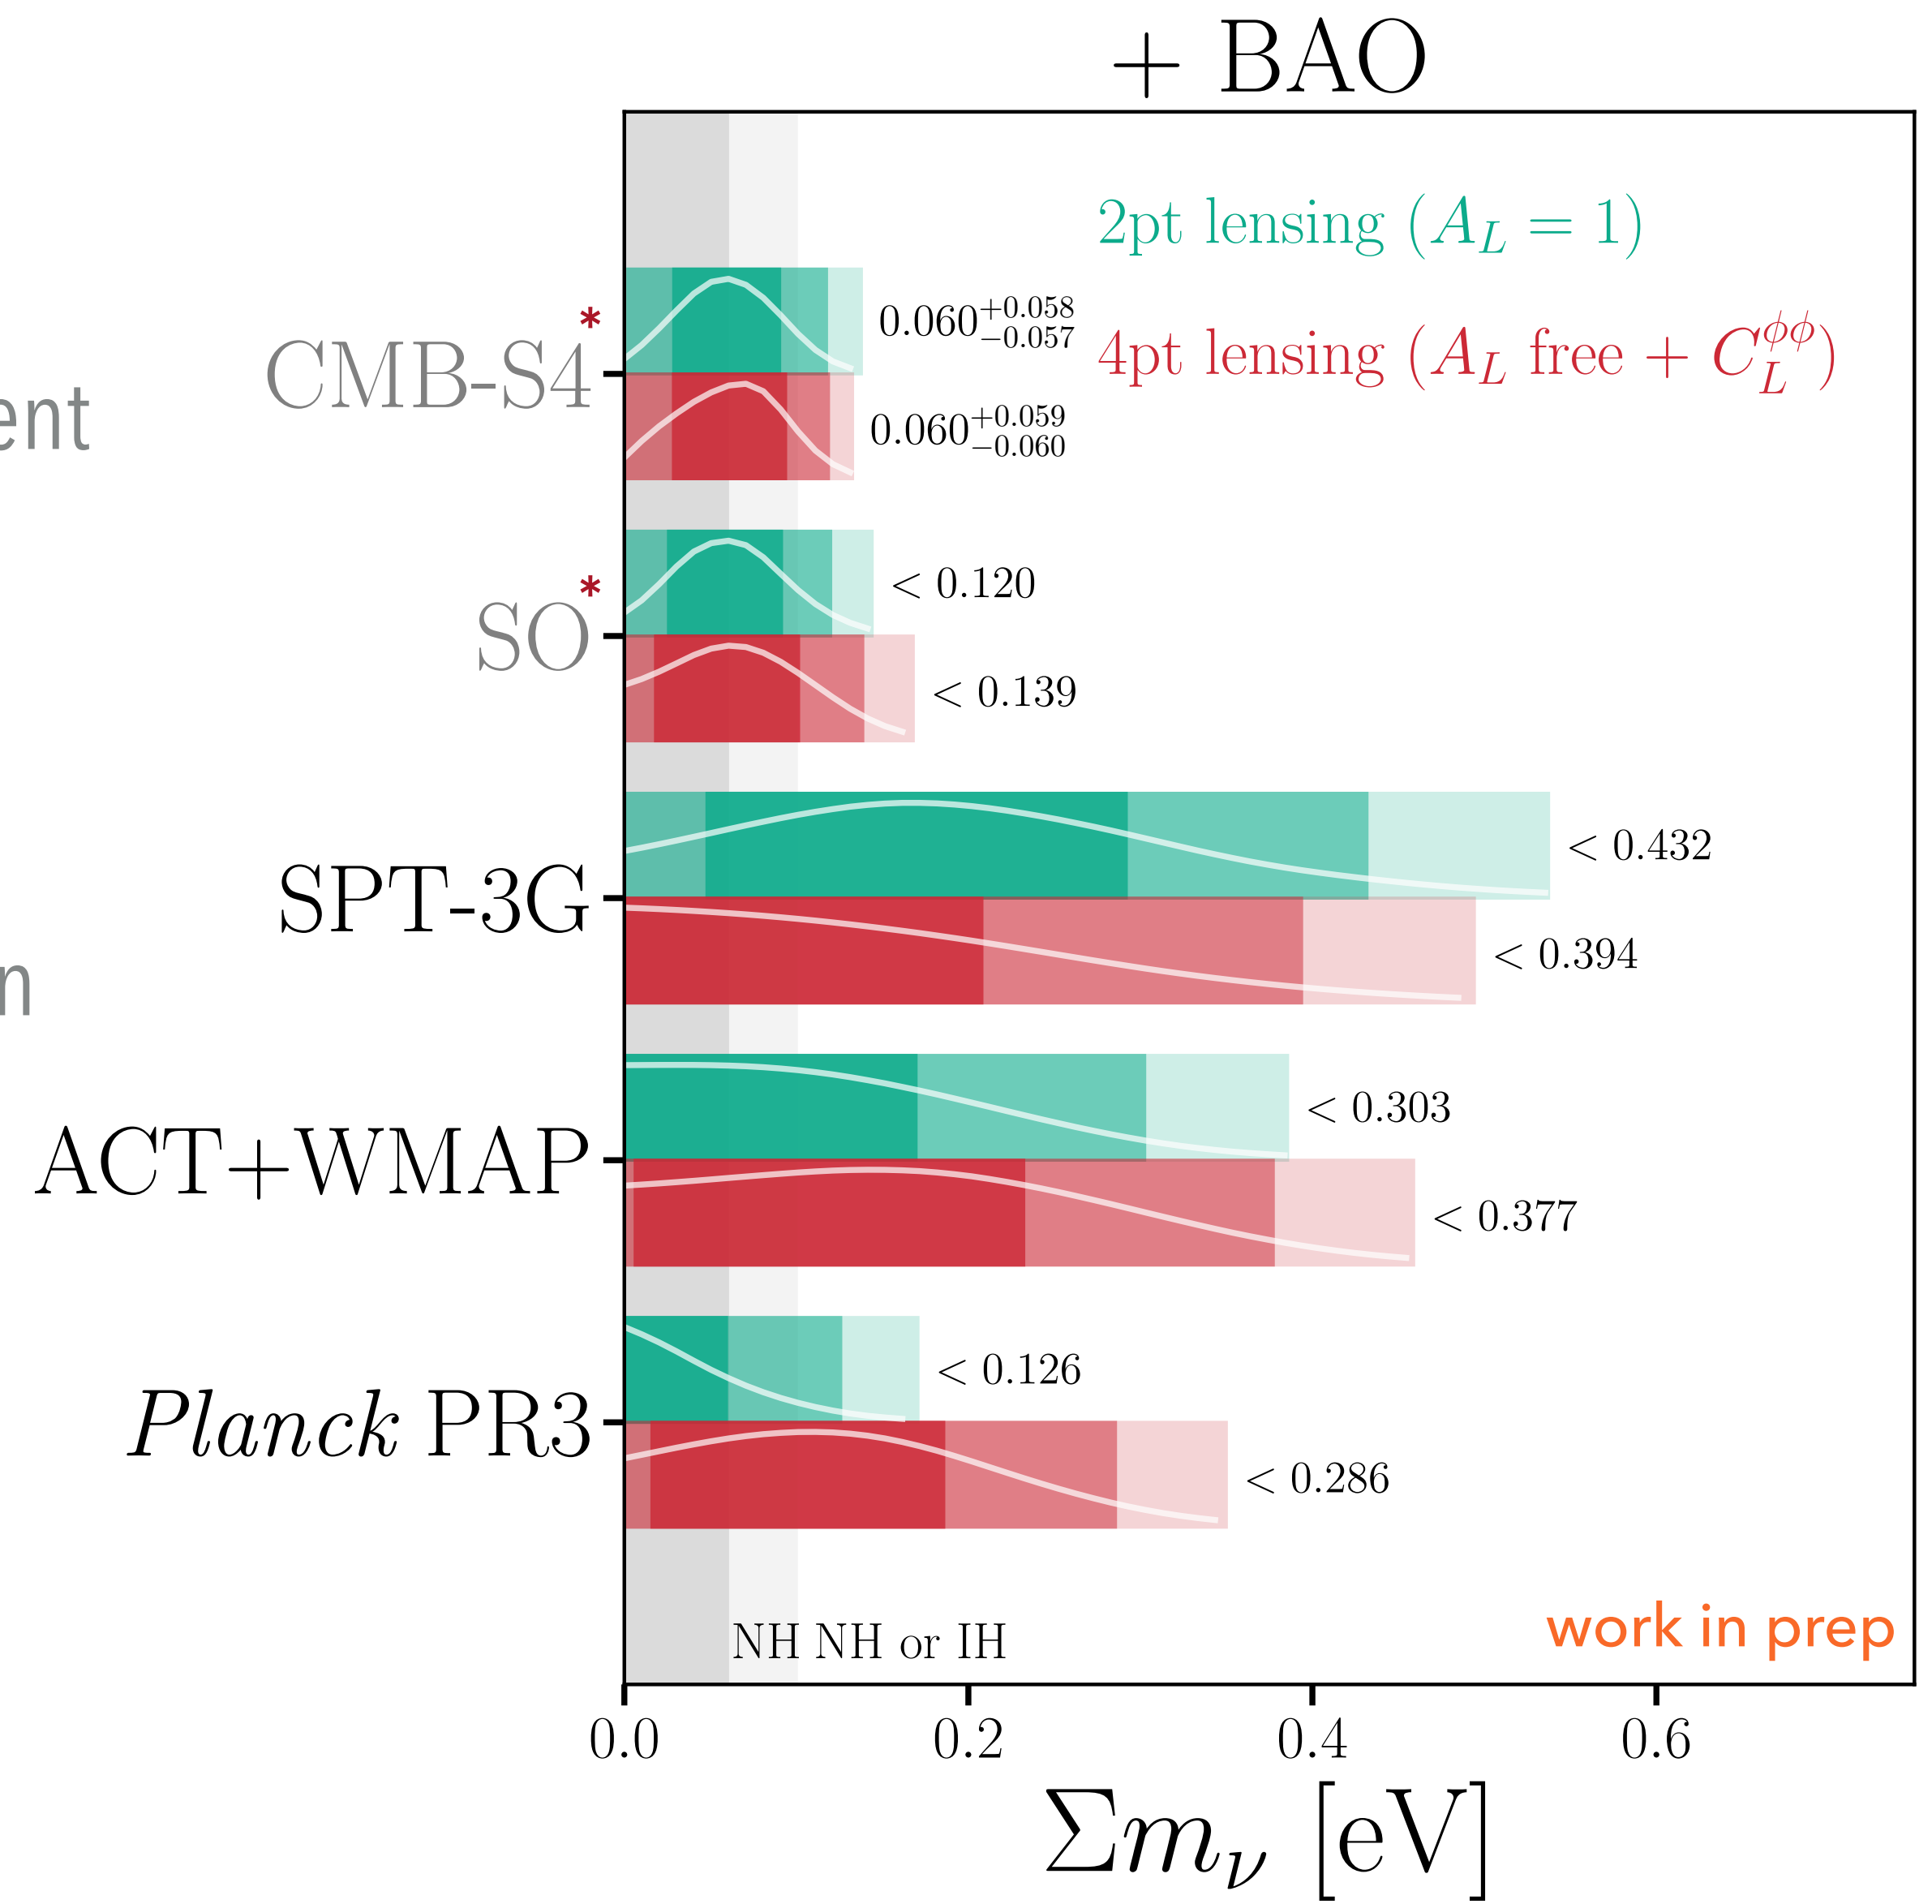 + BAO
2pt lensing (A_L = 1)
4pt lensing (A_L free + C_L^{ϕϕ})
CMB-S4*
0.060^{+0.058}_{−0.057}
0.060^{+0.059}_{−0.060}
ent
SO*
< 0.120
< 0.139
SPT-3G
< 0.432
< 0.394
n
ACT+WMAP
< 0.303
< 0.377
Planck PR3
< 0.126
< 0.286
NH NH or IH
work in prep
0.0 0.2 0.4 0.6
Σm_ν [eV]